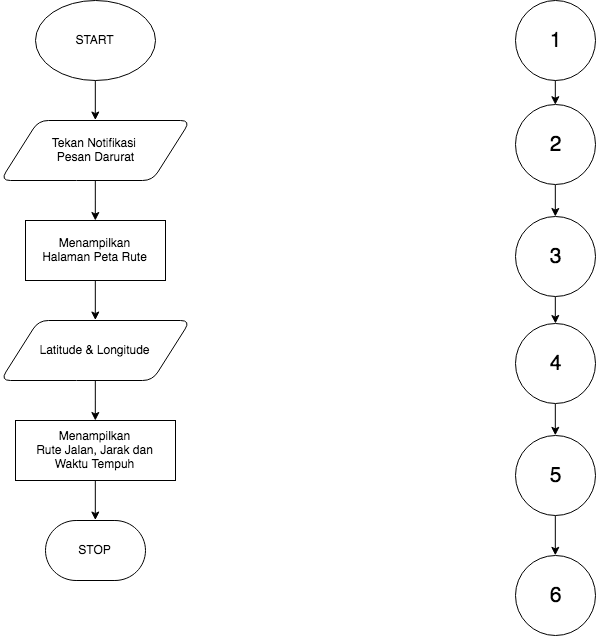 START
Tekan Notifikasi
Pesan Darurat
Menampilkan
Halaman Peta Rute
Latitude & Longitude
Menampilkan
Rute Jalan, Jarak dan
Waktu Tempuh
STOP
1
2
3
4
5
6